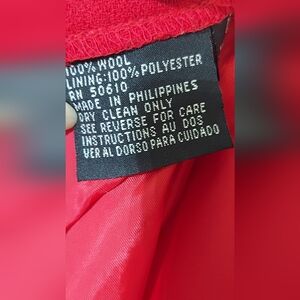 100% WOOL
LINING:100% POLYESTER
RN 50610
MADE IN PHILIPPINES
DRY CLEAN ONLY
SEE REVERSE FOR CARE
INSTRUCTIONS AU DOS
VER AL DORSO PARA CUIDADO